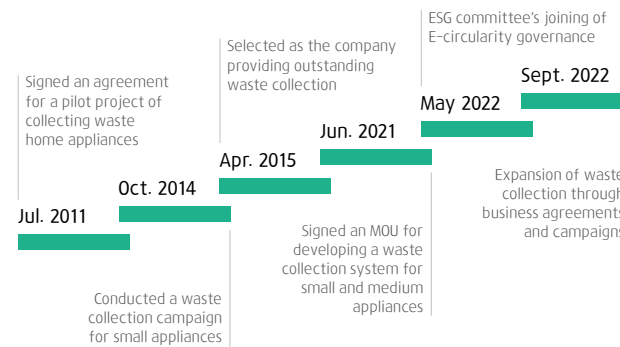 Signed an agreement
for a pilot project of
collecting waste
home appliances
Jul. 2011
Oct. 2014
Conducted a waste
collection campaign
for small appliances
Selected as the company
providing outstanding
waste collection
Apr. 2015
Jun. 2021
Signed an MOU for
developing a waste
collection system for
small and medium
appliances
ESG committee's joining of
E-circularity governance
May 2022
Sept. 2022
Expansion of waste
collection through
business agreements
and campaigns